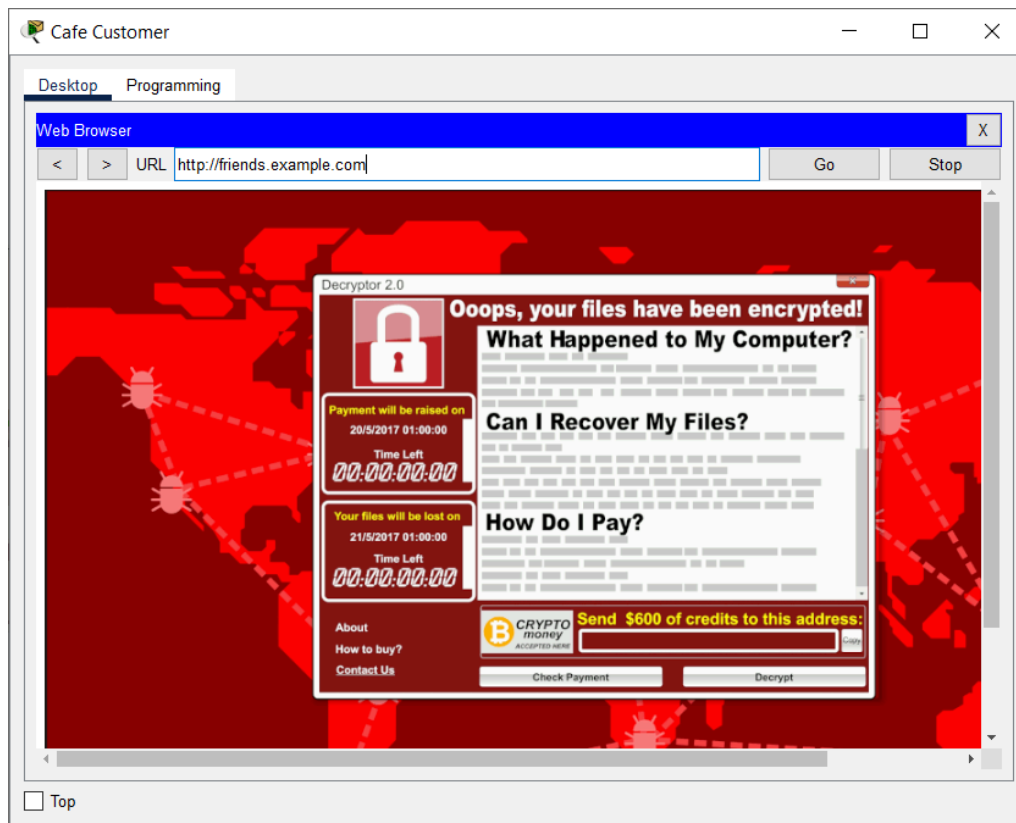 Cafe Customer
Desktop Programming
Web Browser X
< > URL http://friends.example.com Go Stop
Decryptor 2.0
Ooops, your files have been encrypted!
What Happened to My Computer?
Payment will be raised on
20/5/2017 01:00:00
Time Left
00:00:00:00
Can I Recover My Files?
Your files will be lost on
21/5/2017 01:00:00
Time Left
00:00:00:00
How Do I Pay?
About
How to buy?
Contact Us
CRYPTO
money
ACCEPTED HERE
Send $600 of credits to this address:
Copy
Check Payment Decrypt
Top